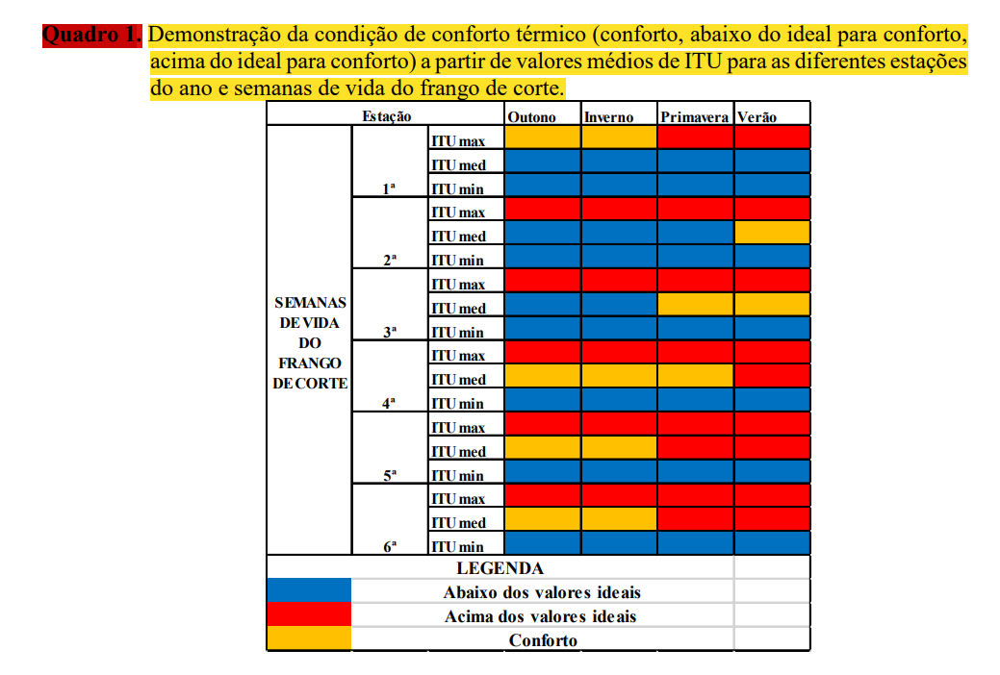 Quadro 1. Demonstração da condição de conforto térmico (conforto, abaixo do ideal para conforto,
acima do ideal para conforto) a partir de valores médios de ITU para as diferentes estações
do ano e semanas de vida do frango de corte.
Estação Outono Inverno Primavera Verão
ITU max
ITU med
1ª ITU min
ITU max
ITU med
2ª ITU min
ITU max
SEMANAS ITU med
DE VIDA
3ª ITU min
DO
ITU max
FRANGO
ITU med
DE CORTE
4ª ITU min
ITU max
ITU med
5ª ITU min
ITU max
ITU med
6ª ITU min
LEGENDA
Abaixo dos valores ideais
Acima dos valores ideais
Conforto